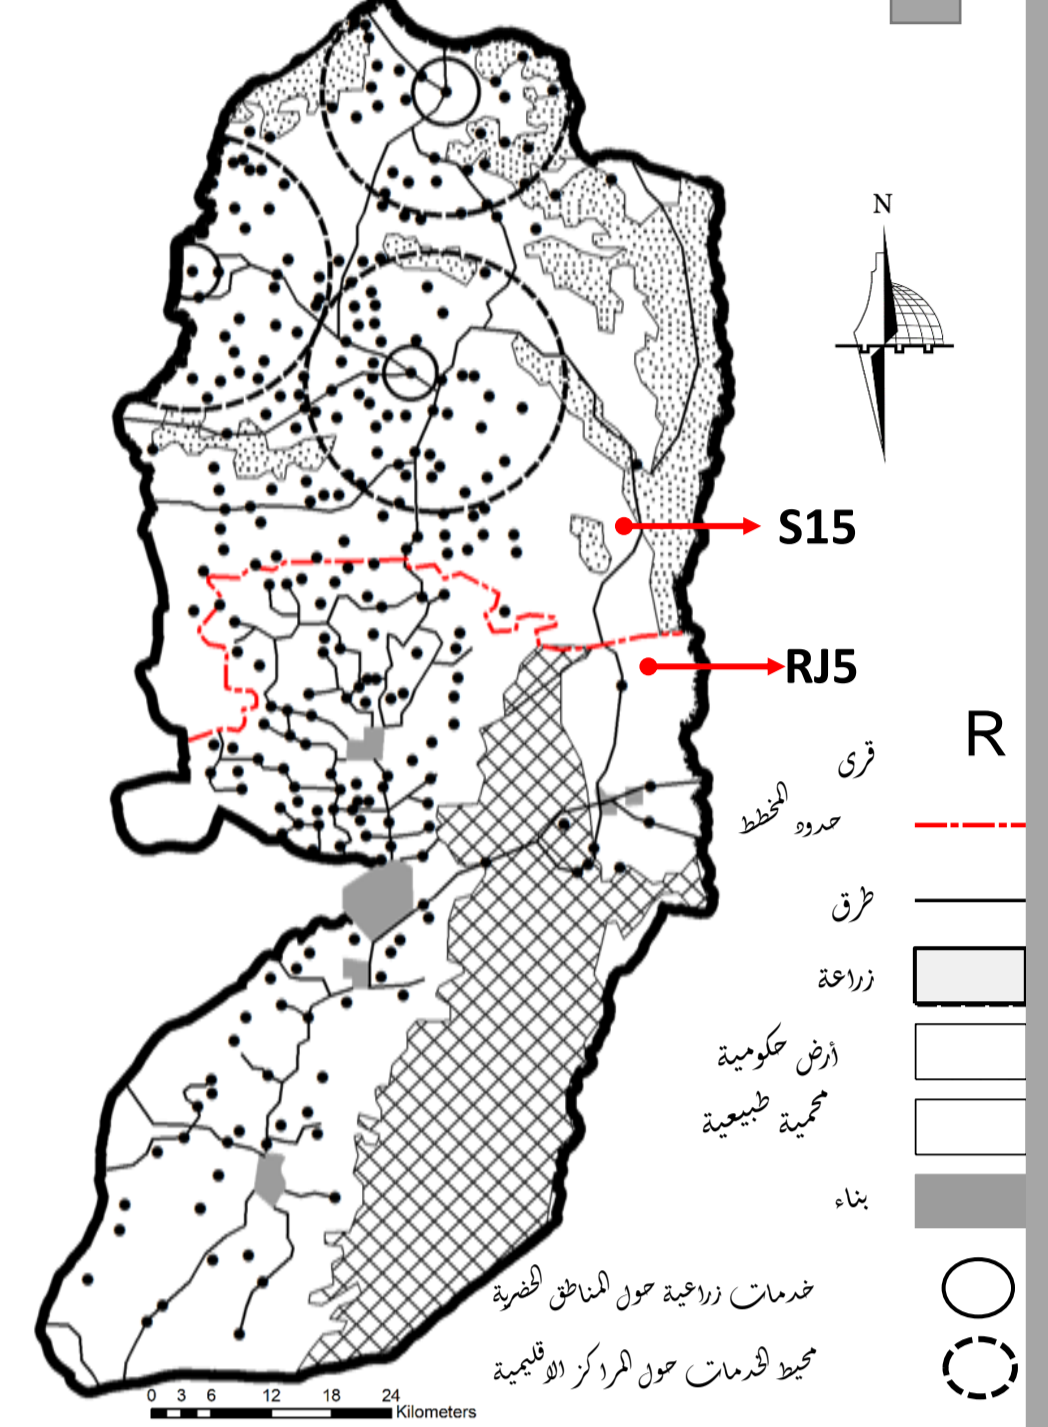 N
S15
RJ5
R
قرى
حدود المخطط
طرق
زراعة
أرض حكومية
محمية طبيعية
بناء
خدمات زراعية حول المناطق الحضرية
محيط الخدمات حول المراكز الاقليمية
0 3 6 12 18 24
Kilometers